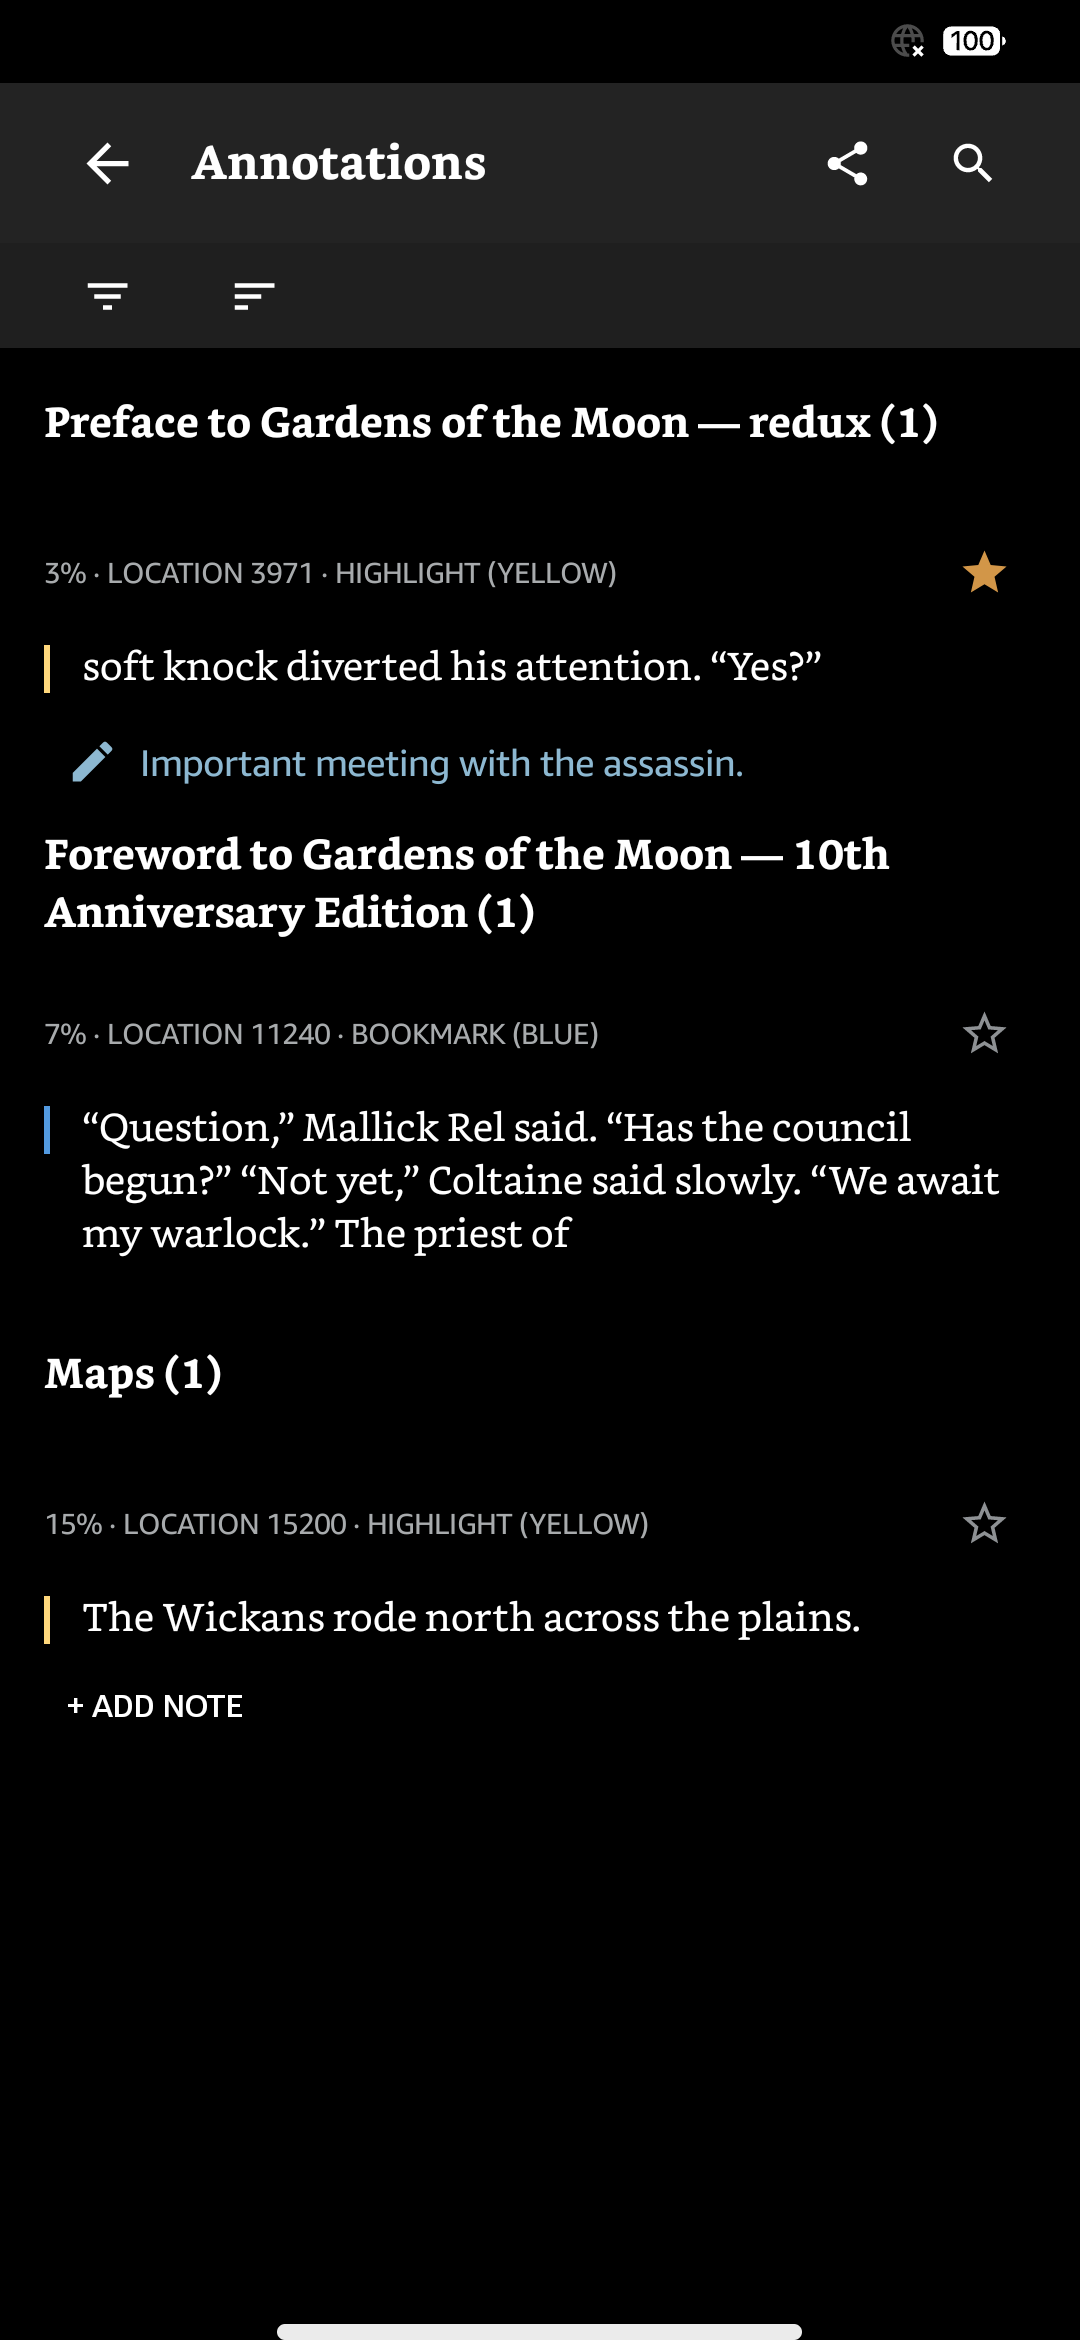 100
Annotations
Preface to Gardens of the Moon — redux (1)
3% · LOCATION 3971 · HIGHLIGHT (YELLOW)
soft knock diverted his attention. “Yes?”
Important meeting with the assassin.
Foreword to Gardens of the Moon — 10th
Anniversary Edition (1)
7% · LOCATION 11240 · BOOKMARK (BLUE)
“Question,” Mallick Rel said. “Has the council
begun?” “Not yet,” Coltaine said slowly. “We await
my warlock.” The priest of
Maps (1)
15% · LOCATION 15200 · HIGHLIGHT (YELLOW)
The Wickans rode north across the plains.
+ ADD NOTE